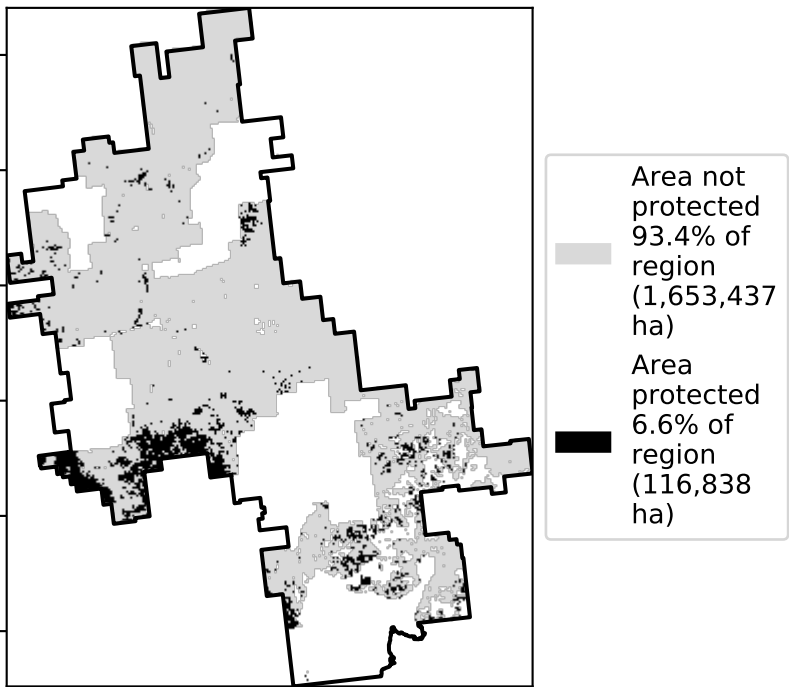 Area not
protected
93.4% of
region
(1,653,437
ha)
Area
protected
6.6% of
region
(116,838
ha)